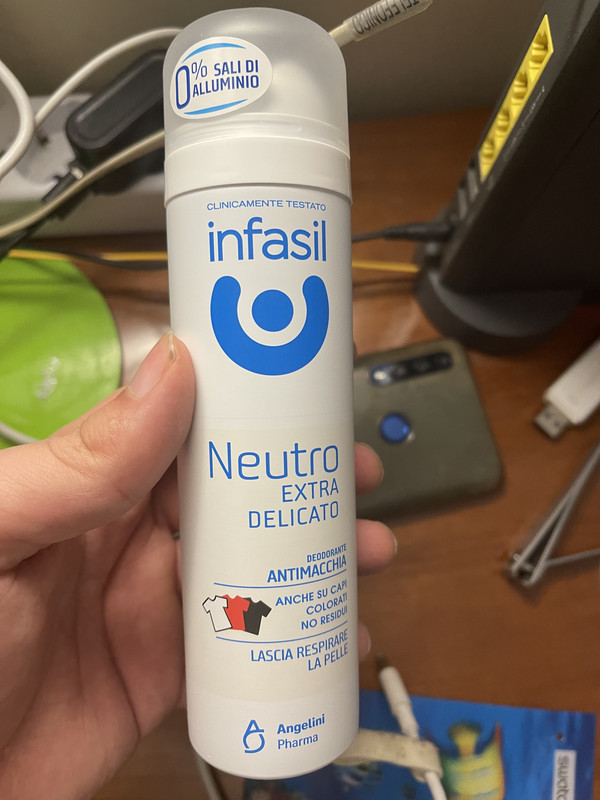 0% SALI DI
ALLUMINIO
CLINICAMENTE TESTATO
infasil
Neutro
EXTRA
DELICATO
DEODORANTE
ANTIMACCHIA
ANCHE SU CAPI
COLORATI
NO RESIDUI
LASCIA RESPIRARE
LA PELLE
Angelini
Pharma